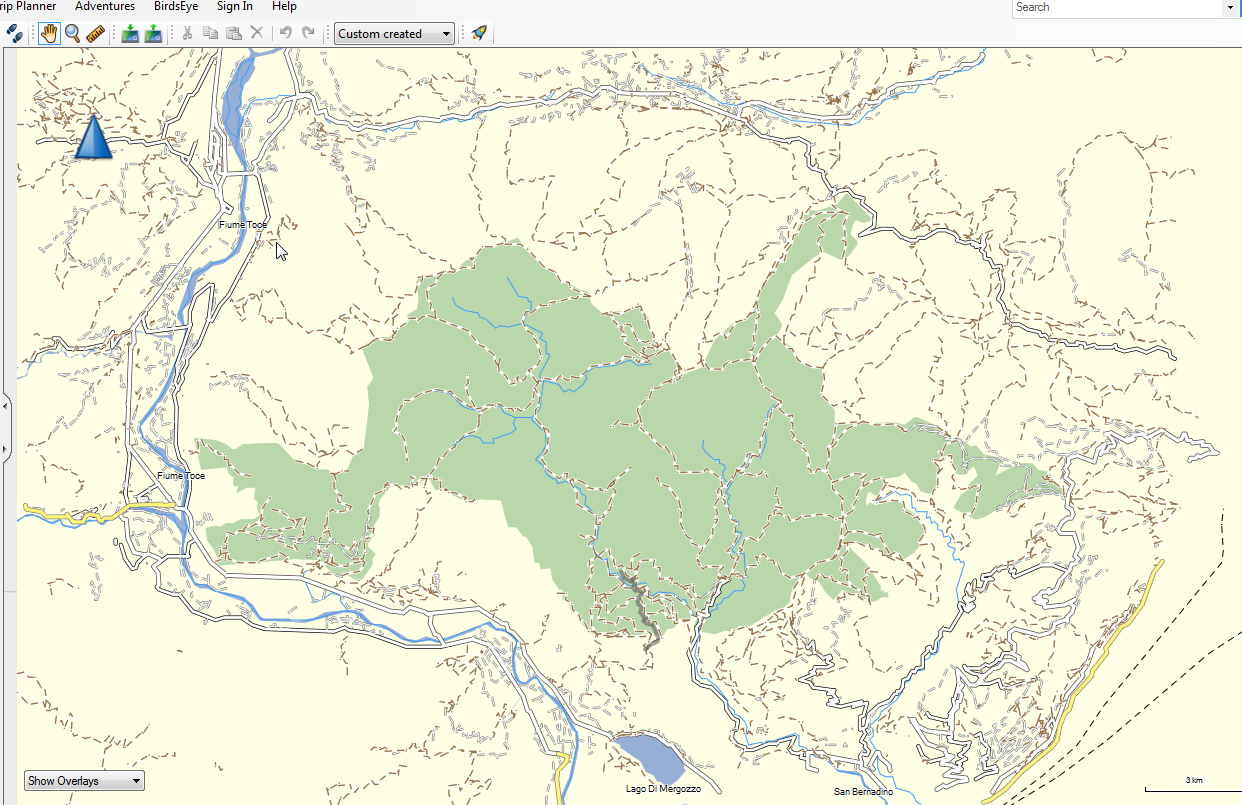 rip Planner Adventures BirdsEye Sign In Help
Search
Custom created
Fiume Toce
Fiume Toce
Show Overlays
Lago Di Mergozzo
San Bernadino
3 km